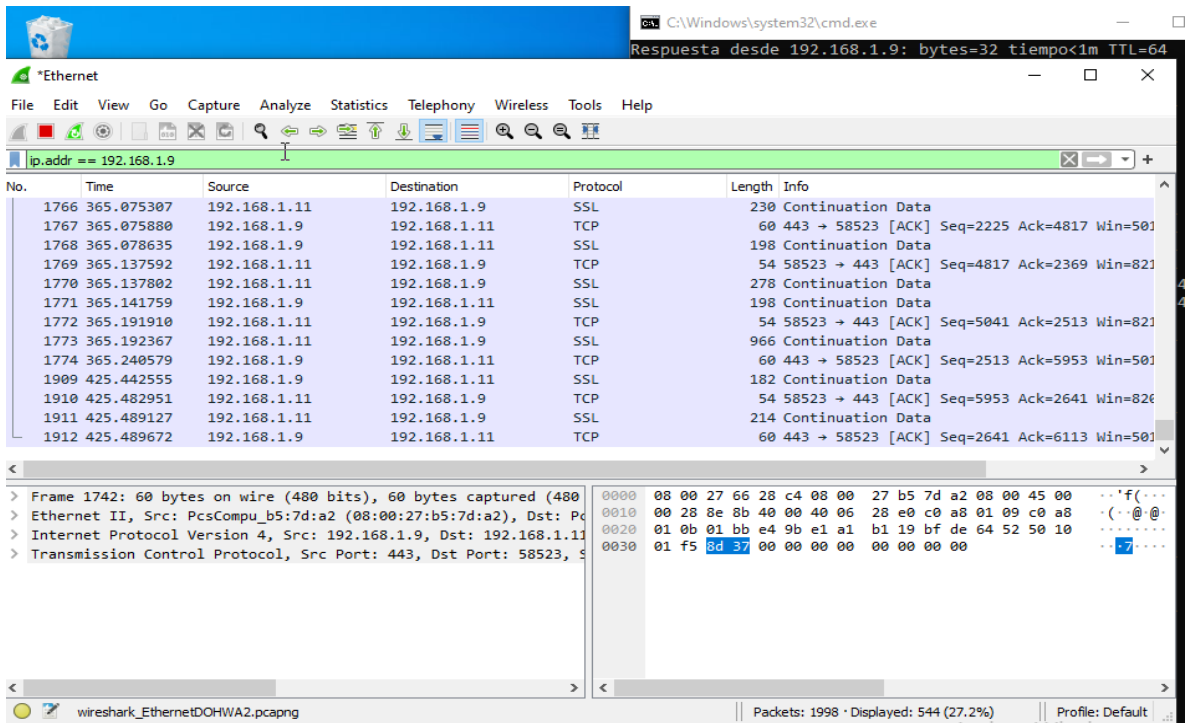 C:\Windows\system32\cmd.exe
Respuesta desde 192.168.1.9: bytes=32 tiempo<1m TTL=64
*Ethernet
File Edit View Go Capture Analyze Statistics Telephony Wireless Tools Help
ip.addr == 192.168.1.9
No. Time Source Destination Protocol Length Info
1766 365.075307 192.168.1.11 192.168.1.9 SSL 230 Continuation Data
1767 365.075880 192.168.1.9 192.168.1.11 TCP 60 443 → 58523 [ACK] Seq=2225 Ack=4817 Win=501
1768 365.078635 192.168.1.9 192.168.1.11 SSL 198 Continuation Data
1769 365.137592 192.168.1.11 192.168.1.9 TCP 54 58523 → 443 [ACK] Seq=4817 Ack=2369 Win=821
1770 365.137802 192.168.1.11 192.168.1.9 SSL 278 Continuation Data
1771 365.141759 192.168.1.9 192.168.1.11 SSL 198 Continuation Data
1772 365.191910 192.168.1.11 192.168.1.9 TCP 54 58523 → 443 [ACK] Seq=5041 Ack=2513 Win=821
1773 365.192367 192.168.1.11 192.168.1.9 SSL 966 Continuation Data
1774 365.240579 192.168.1.9 192.168.1.11 TCP 60 443 → 58523 [ACK] Seq=2513 Ack=5953 Win=501
1909 425.442555 192.168.1.9 192.168.1.11 SSL 182 Continuation Data
1910 425.482951 192.168.1.11 192.168.1.9 TCP 54 58523 → 443 [ACK] Seq=5953 Ack=2641 Win=820
1911 425.489127 192.168.1.11 192.168.1.9 SSL 214 Continuation Data
1912 425.489672 192.168.1.9 192.168.1.11 TCP 60 443 → 58523 [ACK] Seq=2641 Ack=6113 Win=501
Frame 1742: 60 bytes on wire (480 bits), 60 bytes captured (480
Ethernet II, Src: PcsCompu_b5:7d:a2 (08:00:27:b5:7d:a2), Dst: Pc
Internet Protocol Version 4, Src: 192.168.1.9, Dst: 192.168.1.11
Transmission Control Protocol, Src Port: 443, Dst Port: 58523, S
0000 08 00 27 66 28 c4 08 00 27 b5 7d a2 08 00 45 00 ··'f(···
0010 00 28 8e 8b 40 00 40 06 28 e0 c0 a8 01 09 c0 a8 ·(··@·@·
0020 01 0b 01 bb e4 9b e1 a1 b1 19 bf de 64 52 50 10 ········
0030 01 f5 8d 37 00 00 00 00 00 00 00 00 ···7····
wireshark_EthernetDOHWA2.pcapng Packets: 1998 · Displayed: 544 (27.2%) Profile: Default